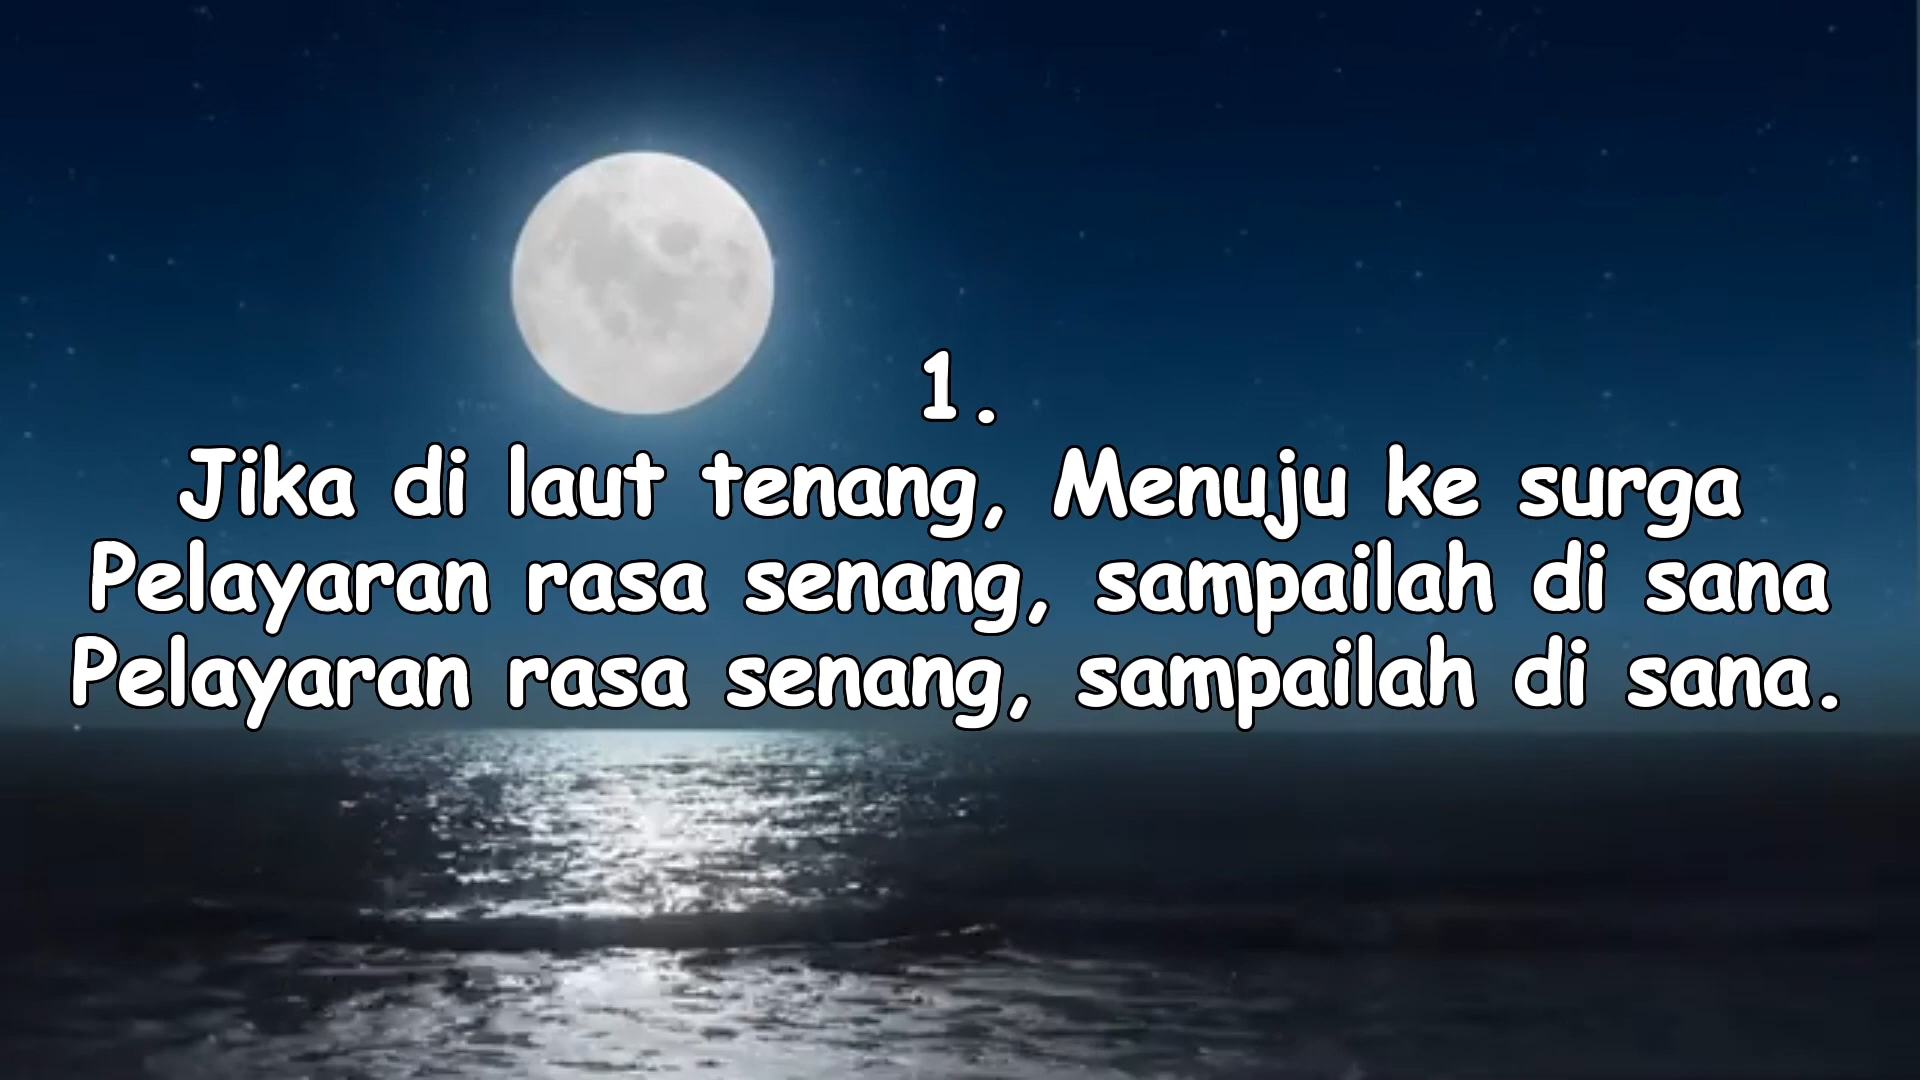 1.
Jika di laut tenang, Menuju ke surga
Pelayaran rasa senang, sampailah di sana
Pelayaran rasa senang, sampailah di sana.